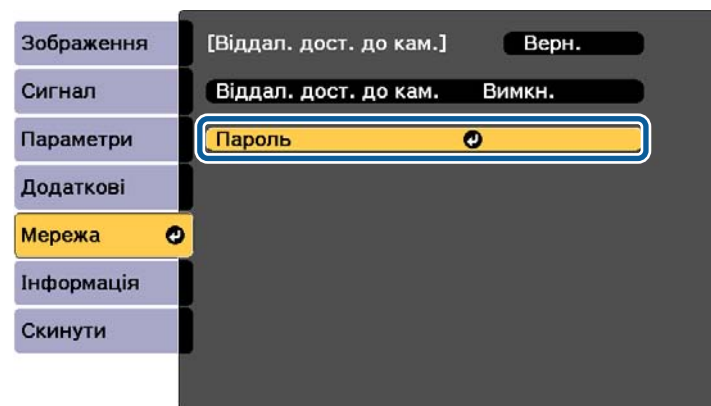 Зображення
Сигнал
Параметри
Додаткові
Мережа
Інформація
Скинути
[Віддал. дост. до кам.] Верн.
Віддал. дост. до кам. Вимкн.
Пароль